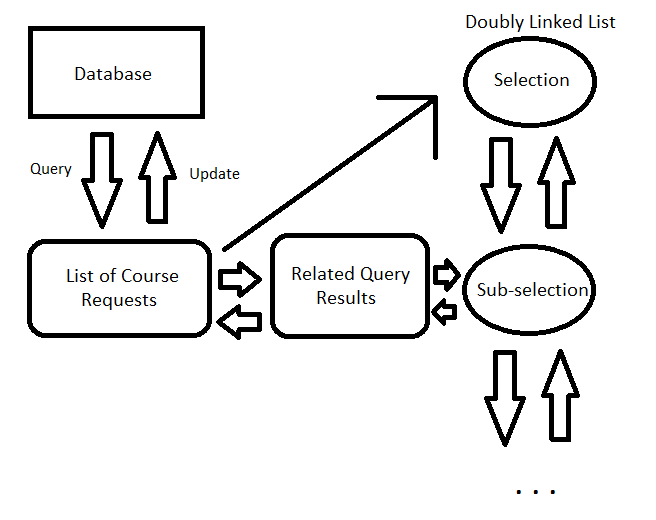 Doubly Linked List
Database
Selection
Query
Update
List of Course
Requests
Related Query
Results
Sub-selection
. . .